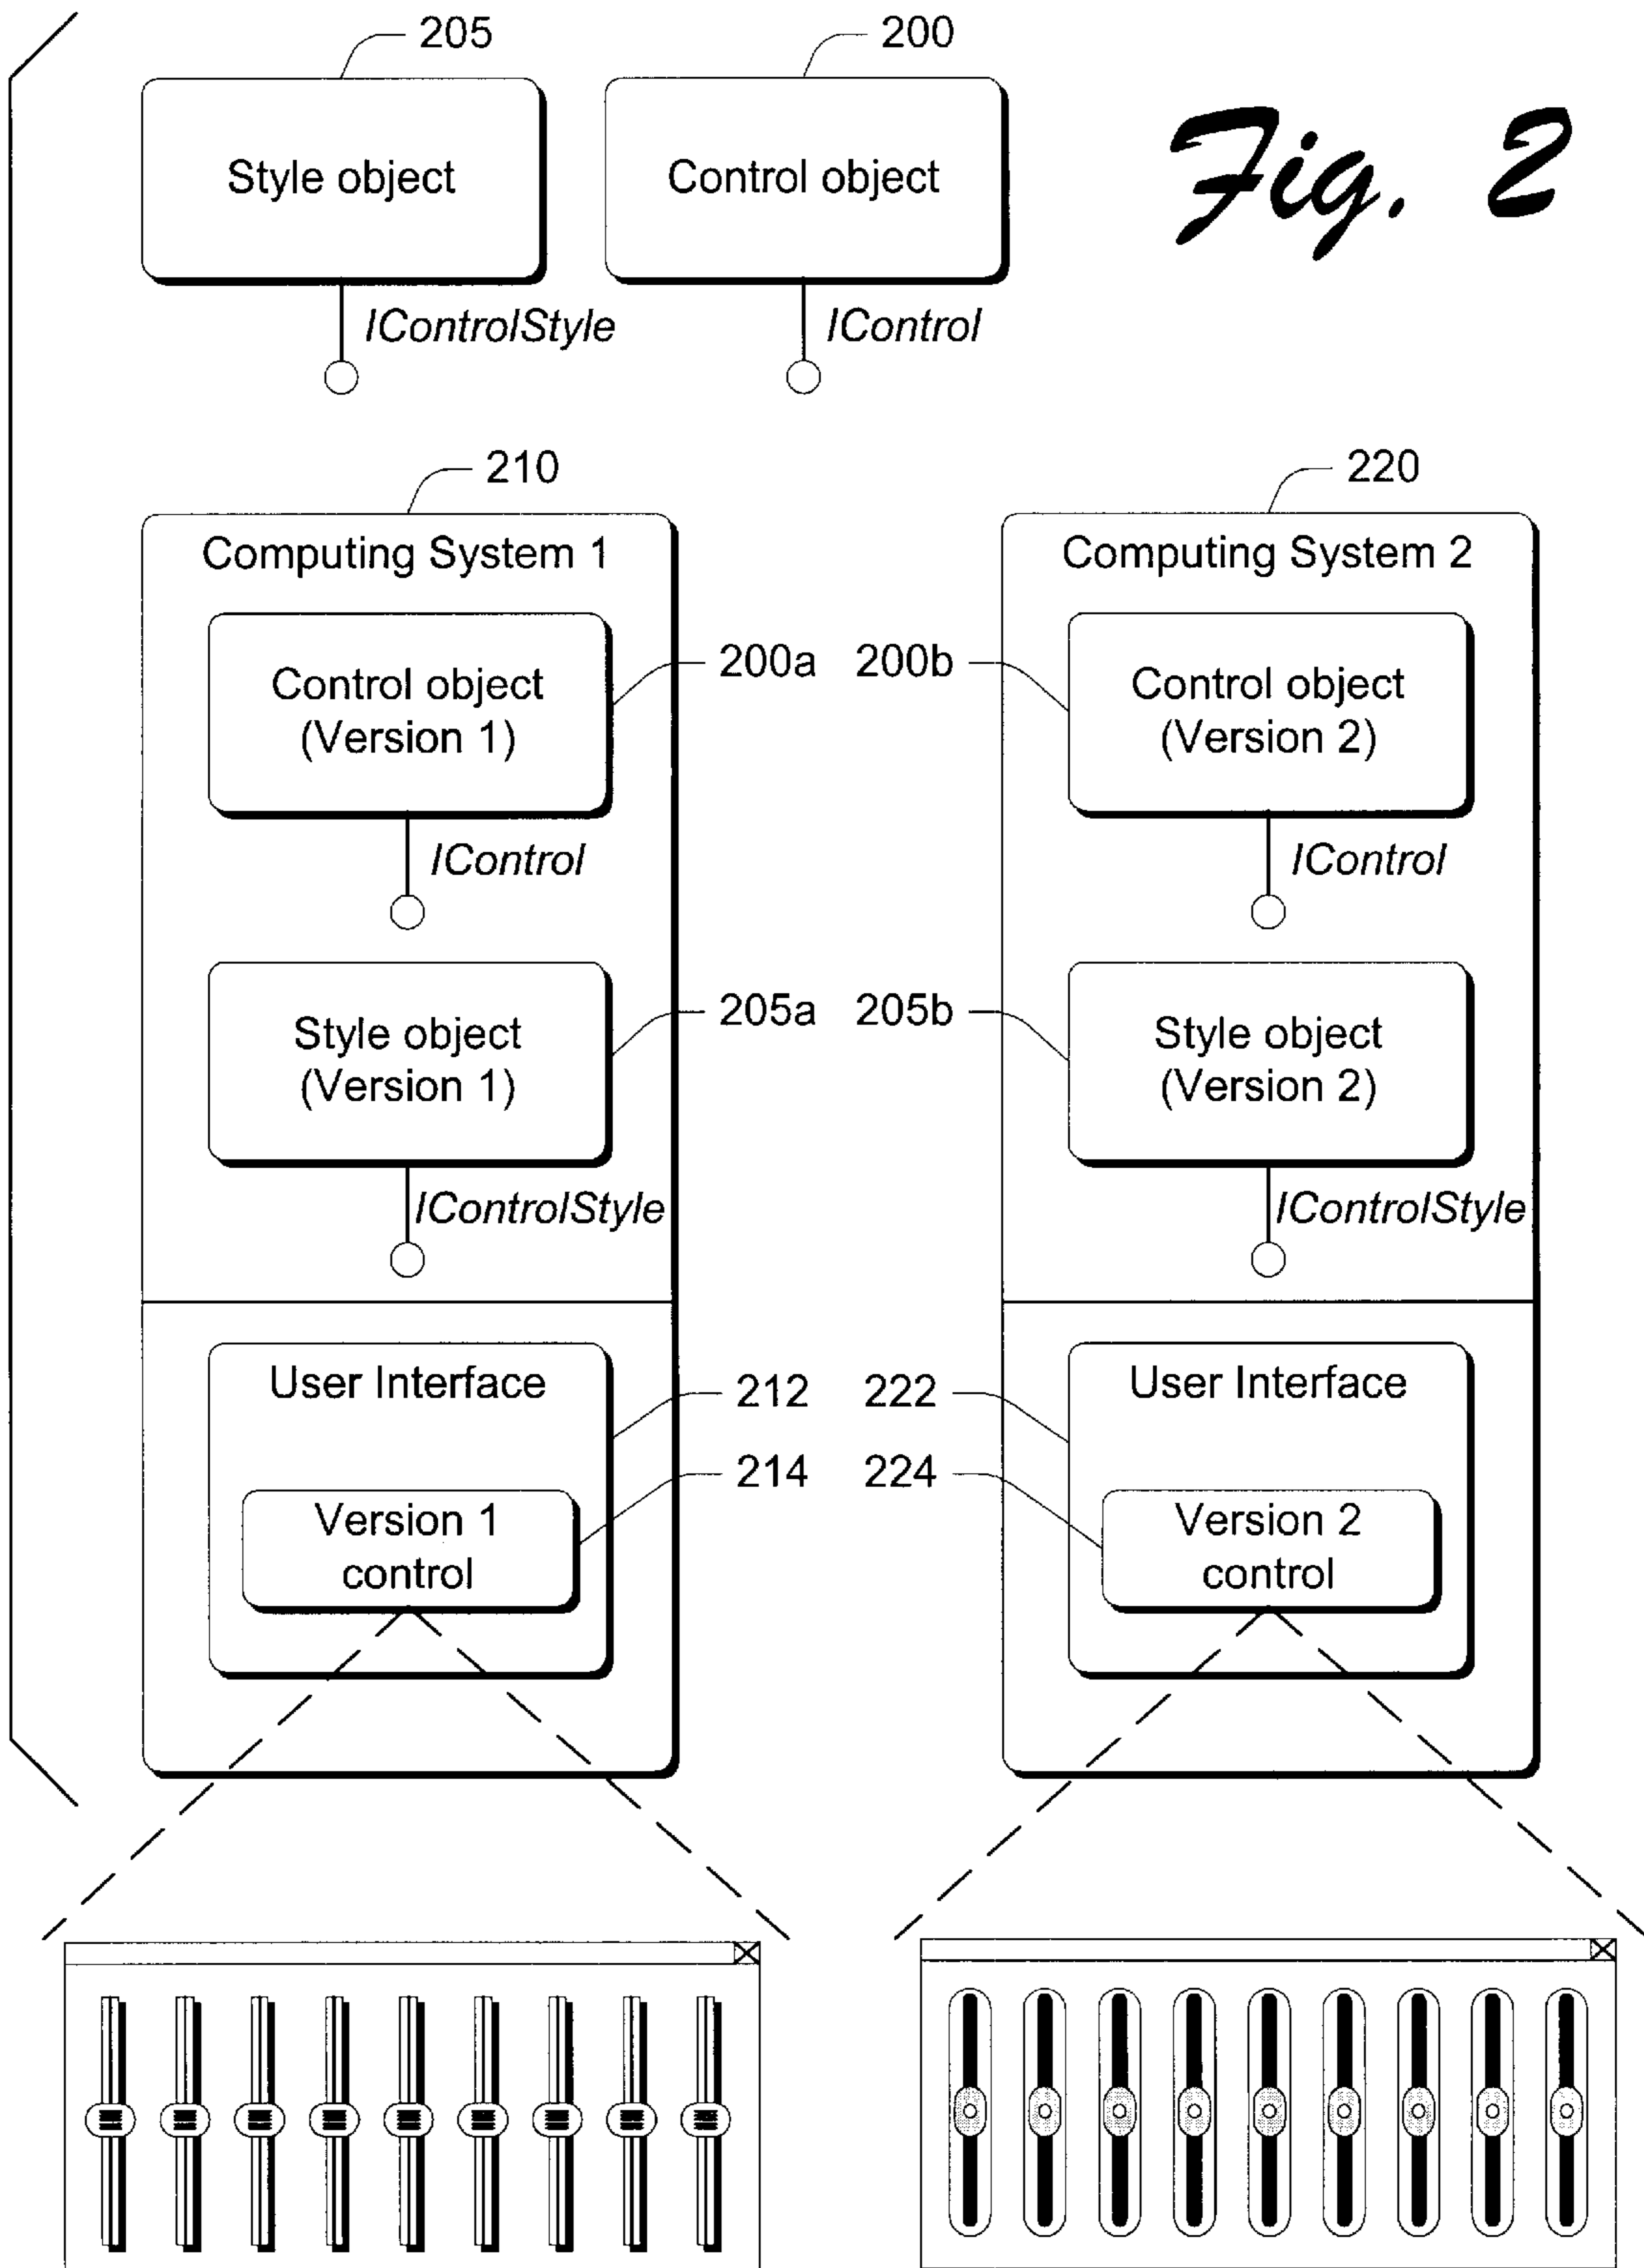 205
200
Fig. 2
Style object
Control object
IControlStyle
IControl
210
220
Computing System 1
Computing System 2
Control object
(Version 1)
200a
200b
Control object
(Version 2)
IControl
IControl
Style object
(Version 1)
205a
205b
Style object
(Version 2)
IControlStyle
IControlStyle
User Interface
212
222
User Interface
214
224
Version 1
control
Version 2
control